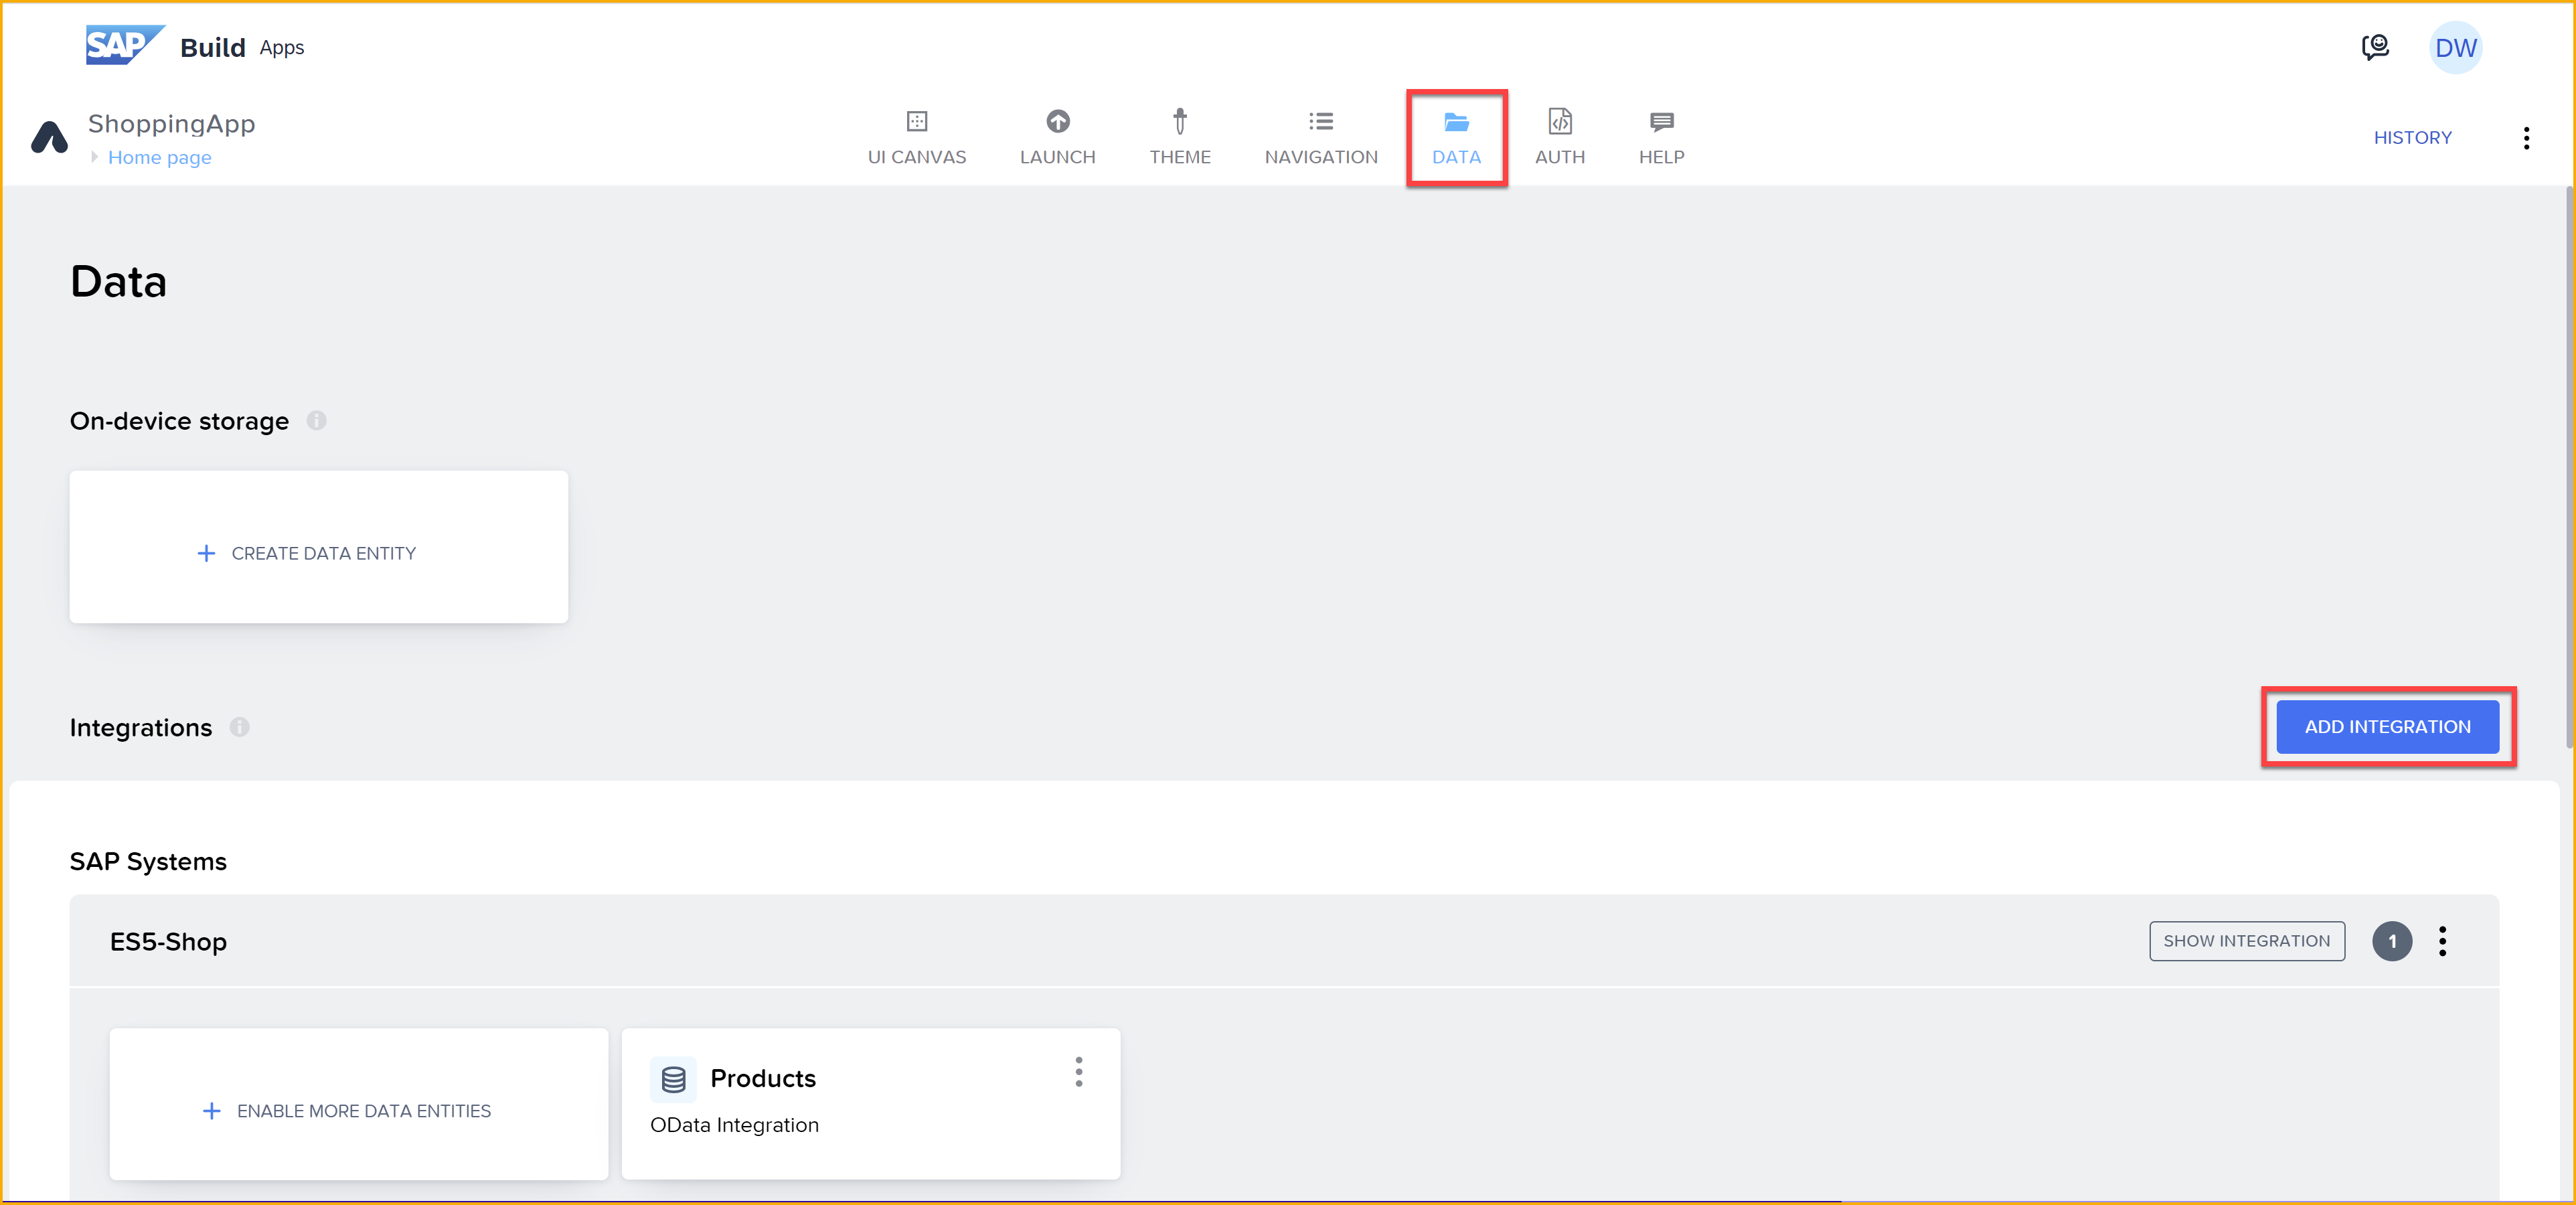 SAP Build Apps
DW
ShoppingApp
Home page
UI CANVAS
LAUNCH
THEME
NAVIGATION
DATA
AUTH
HELP
HISTORY
Data
On-device storage
CREATE DATA ENTITY
Integrations
ADD INTEGRATION
SAP Systems
ES5-Shop
SHOW INTEGRATION
1
ENABLE MORE DATA ENTITIES
Products
OData Integration